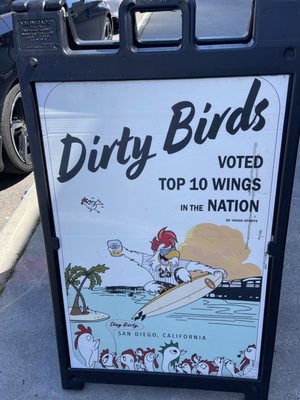 Dirty Birds
VOTED
TOP 10 WINGS
IN THE NATION
BY YAHOO SPORTS
Stay Dirty
SAN DIEGO, CALIFORNIA